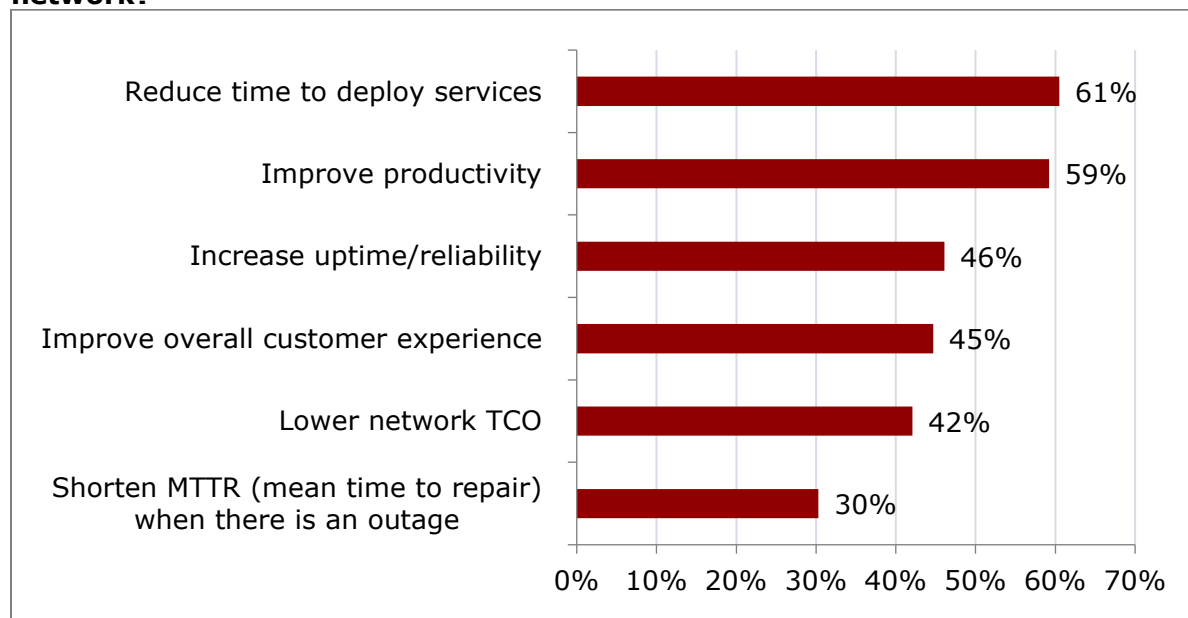 network?
Reduce time to deploy services
61%
Improve productivity
59%
Increase uptime/reliability
46%
Improve overall customer experience
45%
Lower network TCO
42%
Shorten MTTR (mean time to repair)
when there is an outage
30%
0% 10% 20% 30% 40% 50% 60% 70%